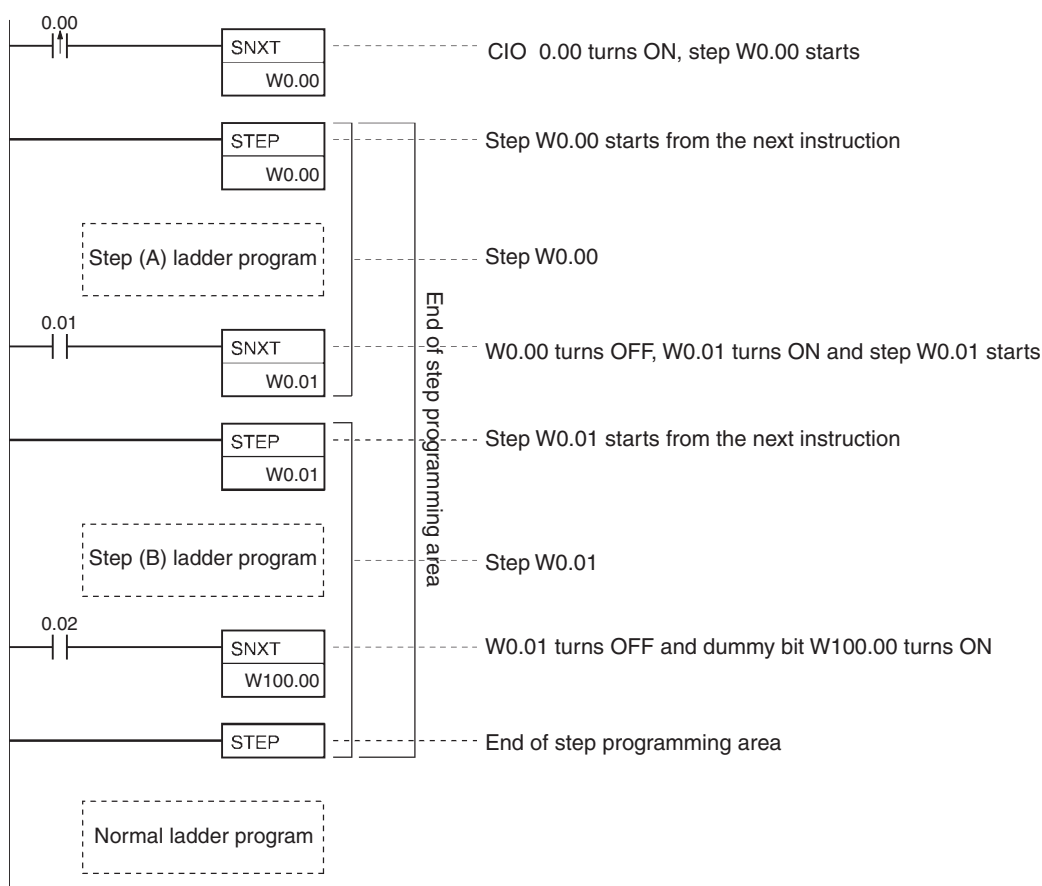 0.00
SNXT
W0.00
CIO 0.00 turns ON, step W0.00 starts
STEP
W0.00
Step W0.00 starts from the next instruction
Step (A) ladder program
Step W0.00
End of step programming area
0.01
SNXT
W0.01
W0.00 turns OFF, W0.01 turns ON and step W0.01 starts
STEP
W0.01
Step W0.01 starts from the next instruction
Step (B) ladder program
Step W0.01
0.02
SNXT
W100.00
W0.01 turns OFF and dummy bit W100.00 turns ON
STEP
End of step programming area
Normal ladder program